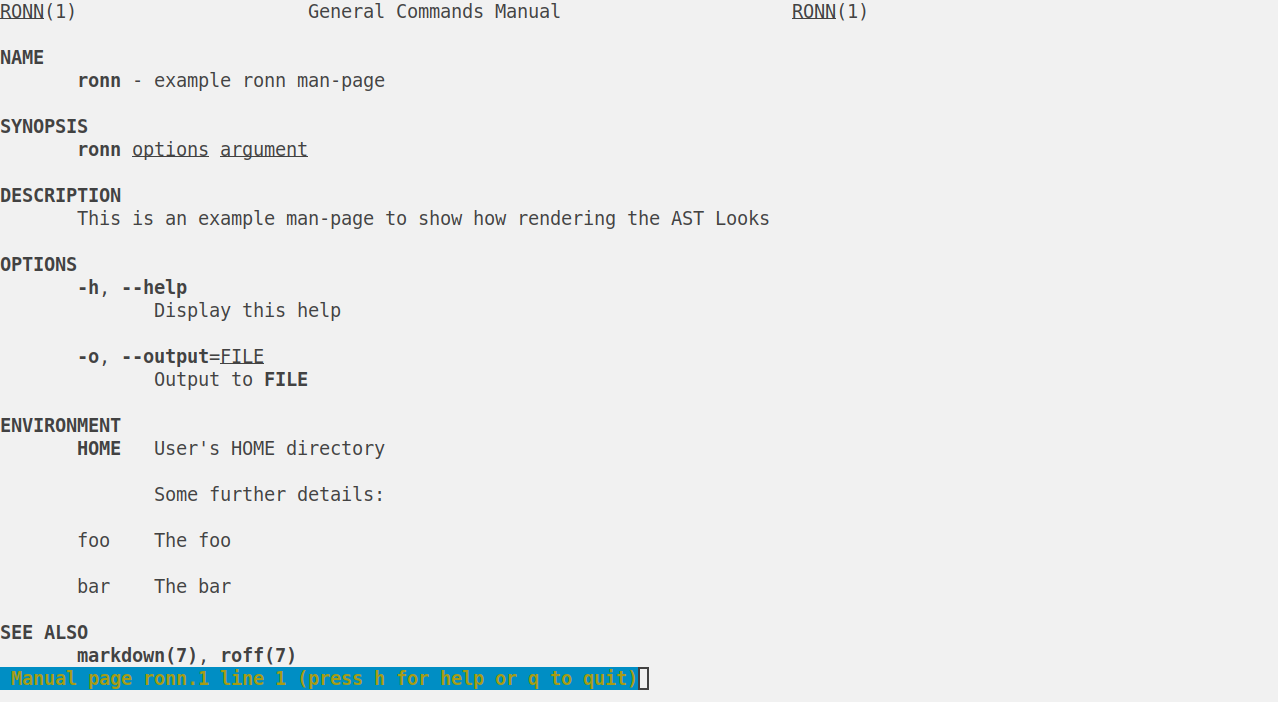 RONN(1) General Commands Manual RONN(1)
NAME
ronn - example ronn man-page
SYNOPSIS
ronn options argument
DESCRIPTION
This is an example man-page to show how rendering the AST Looks
OPTIONS
-h, --help
Display this help
-o, --output=FILE
Output to FILE
ENVIRONMENT
HOME User's HOME directory
Some further details:
foo The foo
bar The bar
SEE ALSO
markdown(7), roff(7)
Manual page ronn.1 line 1 (press h for help or q to quit)